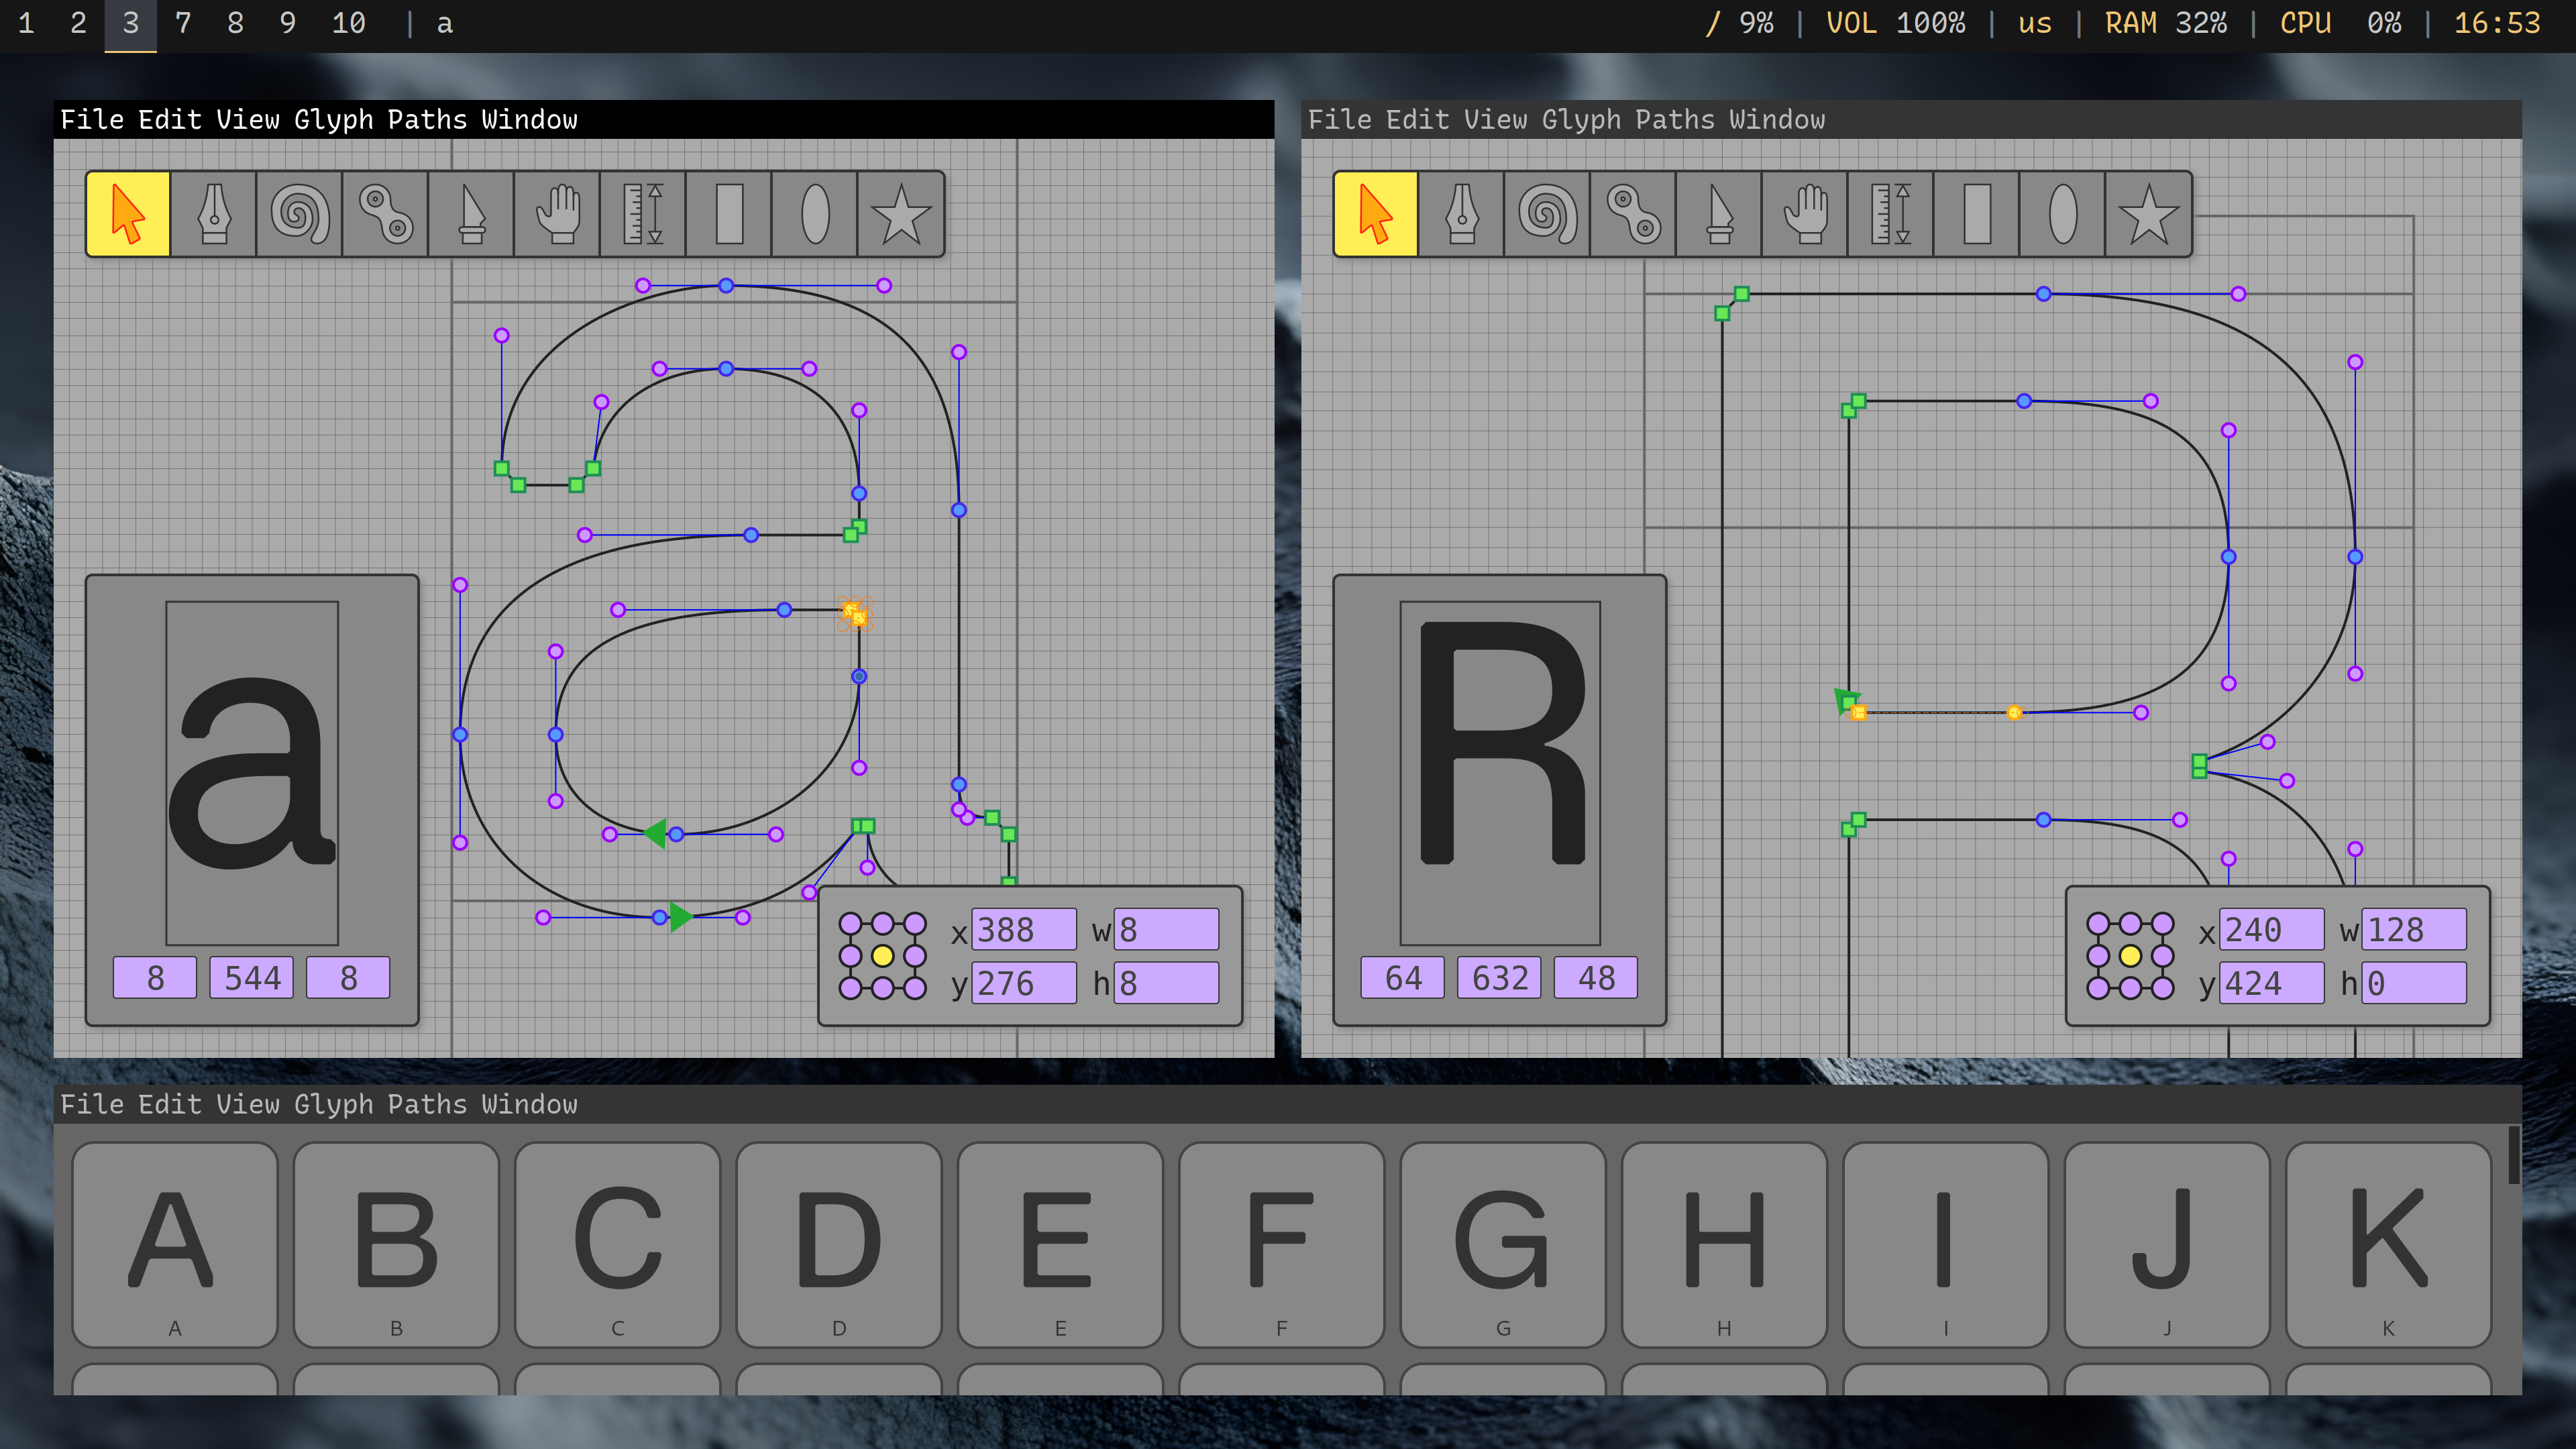 1 2 3 7 8 9 10 | a / 9% | VOL 100% | us | RAM 32% | CPU 0% | 16:53
File Edit View Glyph Paths Window
a
8 544 8
x 388 w 8
y 276 h 8
File Edit View Glyph Paths Window
R
64 632 48
x 240 w 128
y 424 h 0
File Edit View Glyph Paths Window
A B C D E F G H I J K
A B C D E F G H I J K